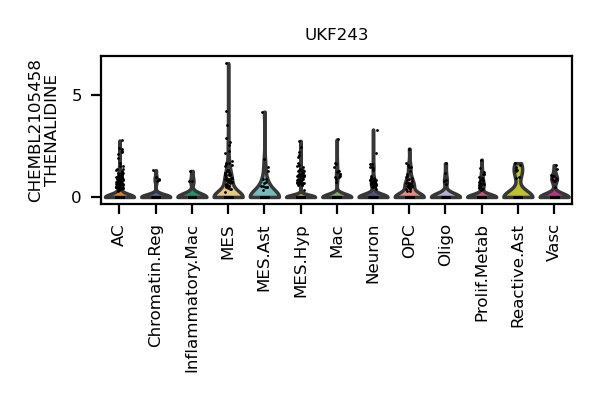 UKF243
CHEMBL2105458
THENALIDINE
5
0
AC
Chromatin.Reg
Inflammatory.Mac
MES
MES.Ast
MES.Hyp
Mac
Neuron
OPC
Oligo
Prolif.Metab
Reactive.Ast
Vasc